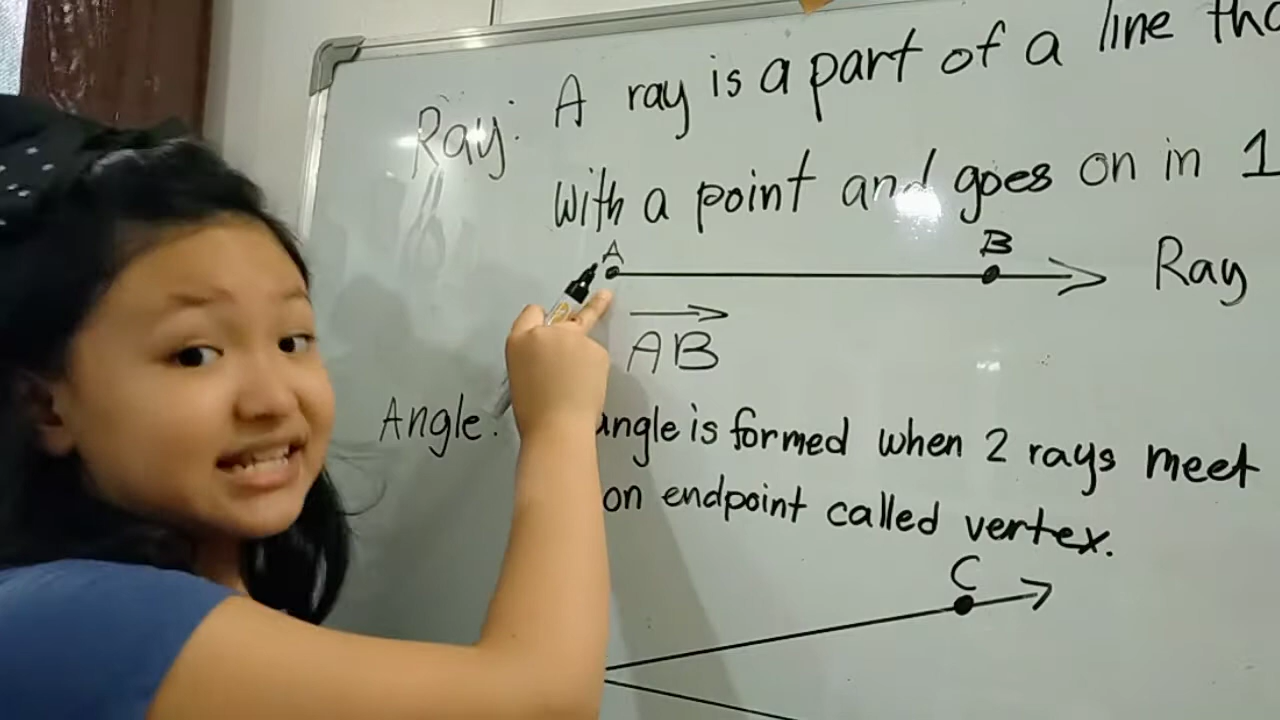 Ray: A ray is a part of a line
with a point and goes on in 1
A
B
Ray
AB
Angle: angle is formed when 2 rays meet
on endpoint called vertex.
C